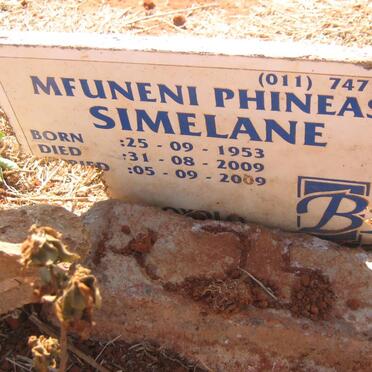 (011) 747
MFUNENI PHINEAS
SIMELANE
BORN :25 - 09 - 1953
DIED :31 - 08 - 2009
:05 - 09 - 2009
B